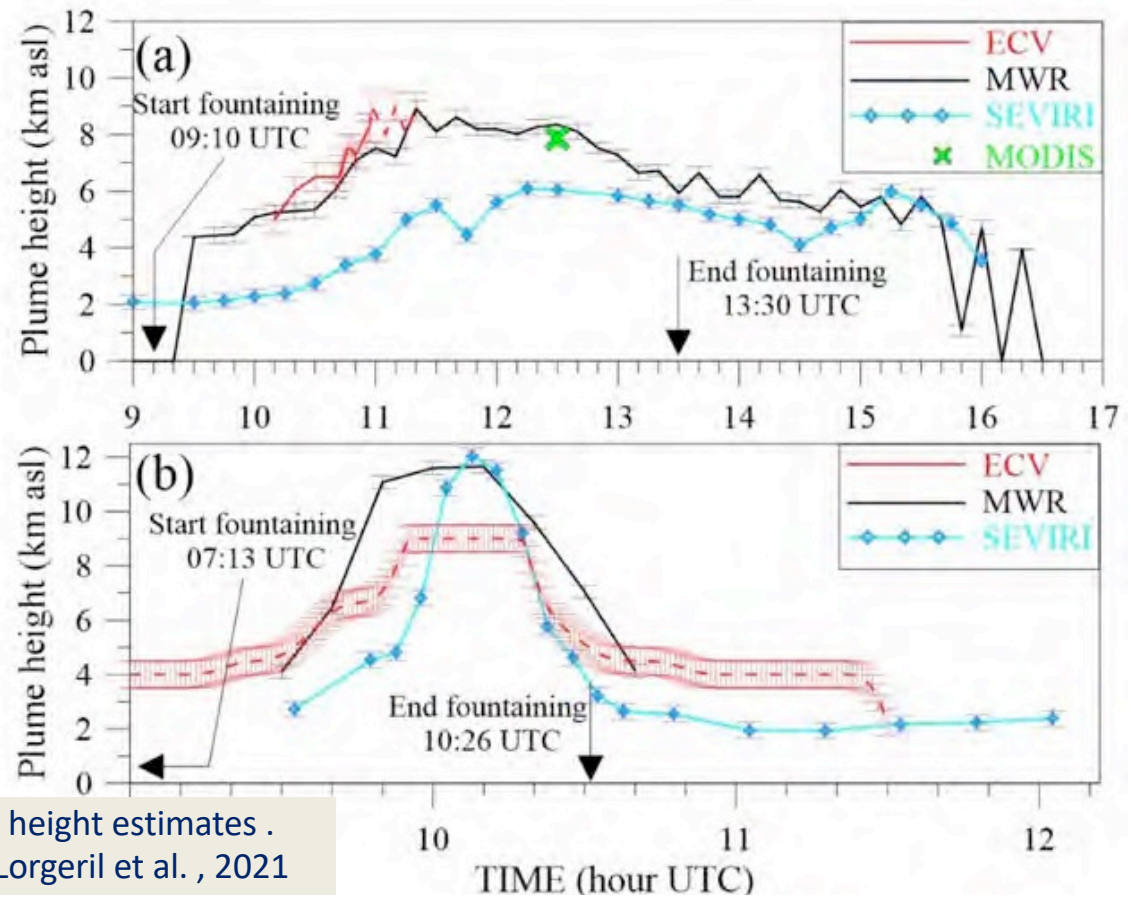 12
10
8
6
4
2
0
Plume height (km asl)
(a)
Start fountaining
09:10 UTC
End fountaining
13:30 UTC
ECV
MWR
SEVIRI
MODIS
9 10 11 12 13 14 15 16 17
12
10
8
6
4
2
0
Plume height (km asl)
(b)
Start fountaining
07:13 UTC
End fountaining
10:26 UTC
ECV
MWR
SEVIRI
10 11 12
TIME (hour UTC)
height estimates .
Lorgeril et al. , 2021